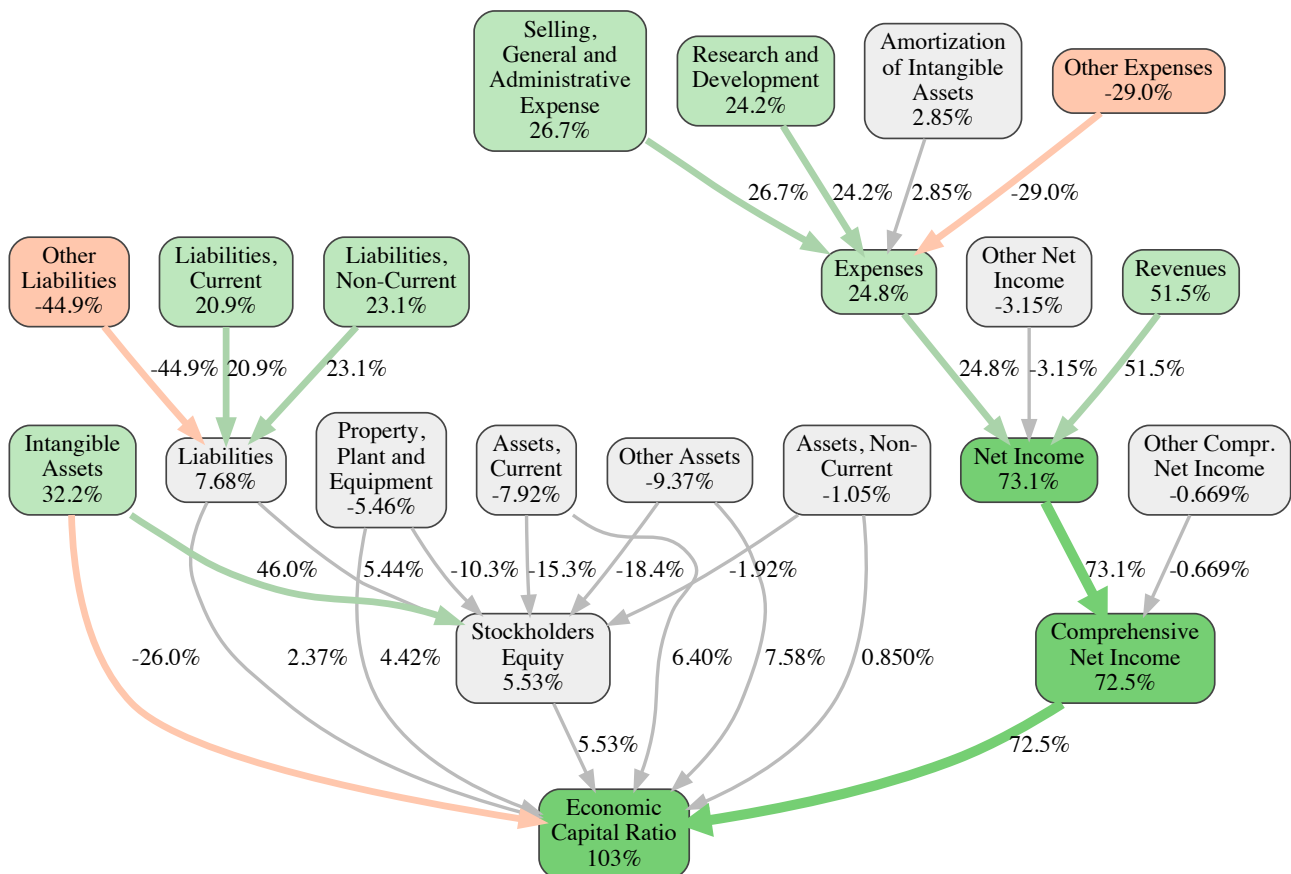 Selling,
General and
Administrative
Expense
26.7%
Research and
Development
24.2%
Amortization
of Intangible
Assets
2.85%
Other Expenses
-29.0%
26.7%
24.2%
2.85%
-29.0%
Other
Liabilities
-44.9%
Liabilities,
Current
20.9%
Liabilities,
Non-Current
23.1%
Expenses
24.8%
Other Net
Income
-3.15%
Revenues
51.5%
-44.9%
20.9%
23.1%
24.8%
-3.15%
51.5%
Intangible
Assets
32.2%
Liabilities
7.68%
Property,
Plant and
Equipment
-5.46%
Assets,
Current
-7.92%
Other Assets
-9.37%
Assets, Non-
Current
-1.05%
Net Income
73.1%
Other Compr.
Net Income
-0.669%
46.0%
5.44%
-10.3%
-15.3%
-18.4%
-1.92%
73.1%
-0.669%
-26.0%
2.37%
4.42%
Stockholders
Equity
5.53%
6.40%
7.58%
0.850%
Comprehensive
Net Income
72.5%
5.53%
72.5%
Economic
Capital Ratio
103%